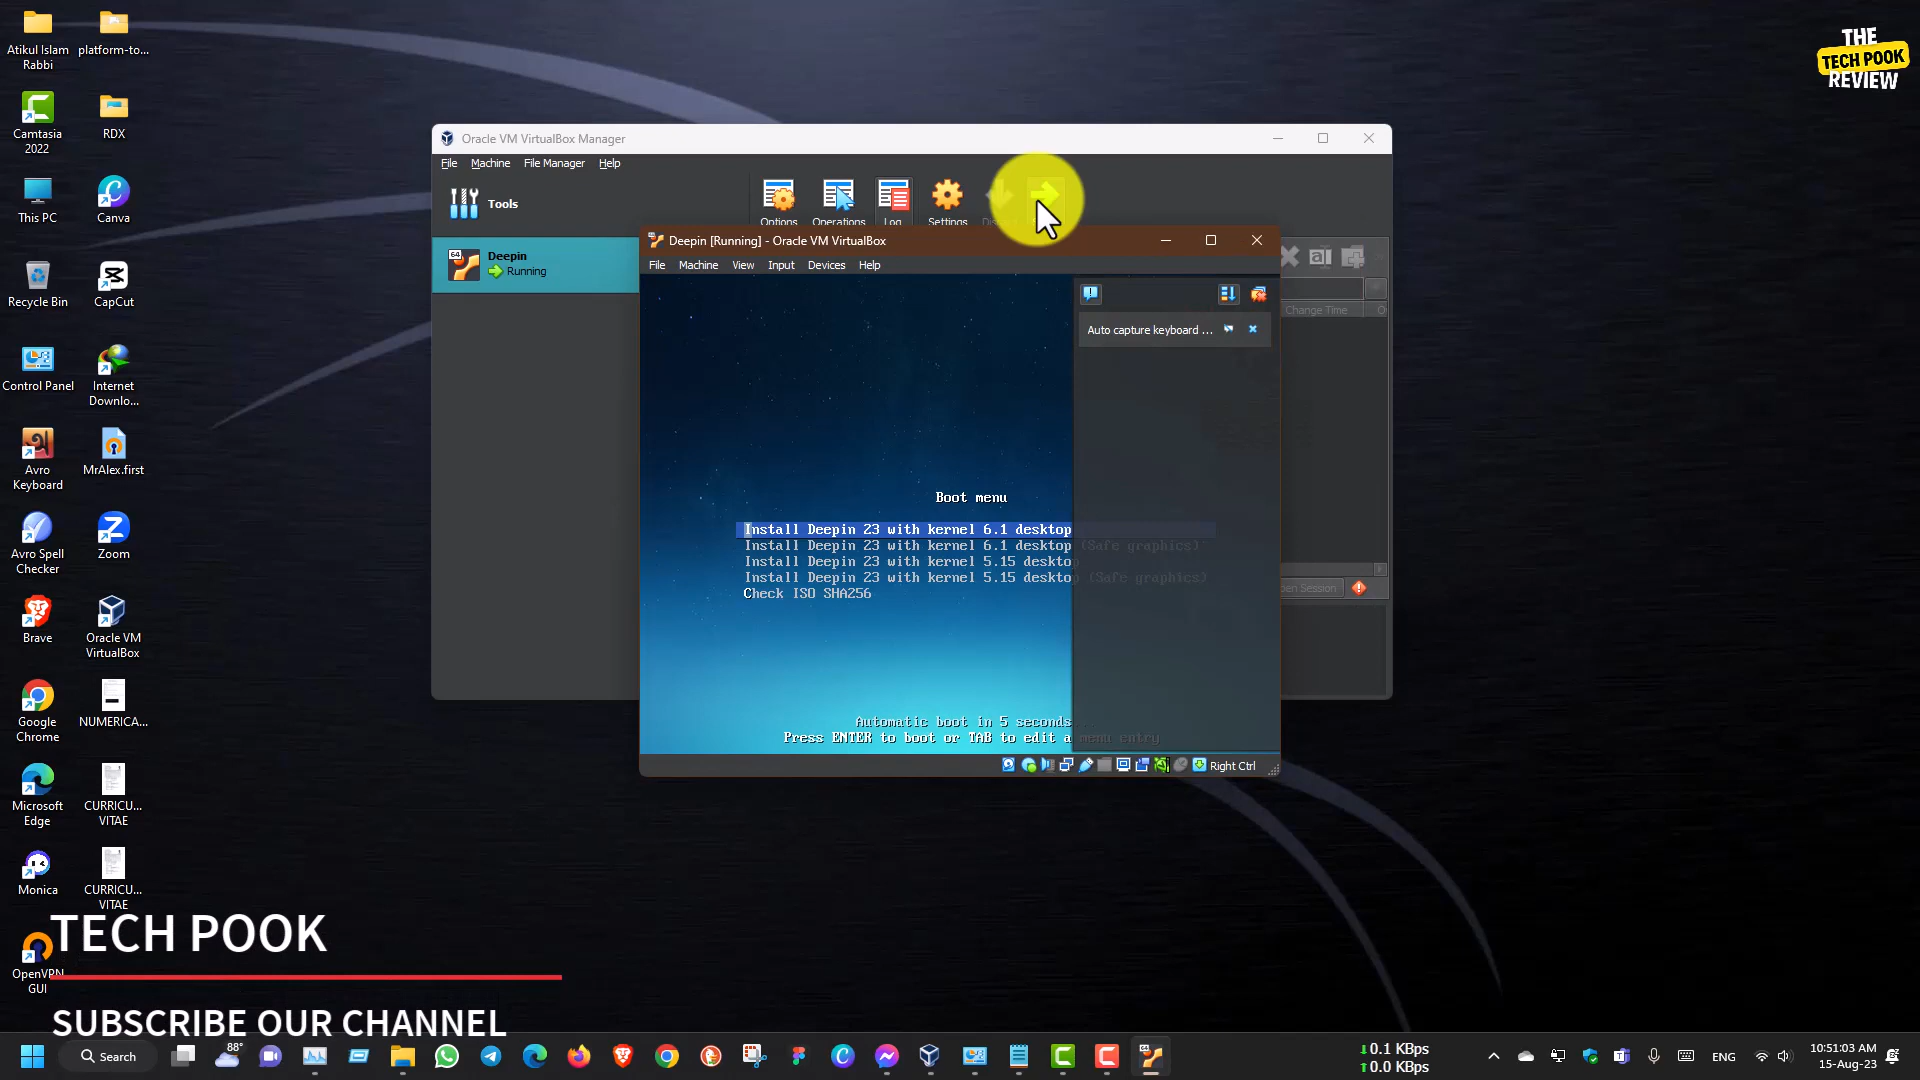 Atikul Islam
Rabbi
platform-to...
Camtasia
2022
RDX
This PC
Canva
Recycle Bin
CapCut
Control Panel
Internet
Downlo...
Avro
Keyboard
MrAlex.first
Avro Spell
Checker
Zoom
Brave
Oracle VM
VirtualBox
Google
Chrome
NUMERICA...
Microsoft
Edge
CURRICU...
VITAE
Monica
CURRICU...
VITAE
OpenVPN
GUI
THE
TECH POOK
REVIEW
Oracle VM VirtualBox Manager
File Machine File Manager Help
Tools
Options Operations Log Settings
Deepin
Running
64
Change Time
Deepin [Running] - Oracle VM VirtualBox
File Machine View Input Devices Help
Auto capture keyboard ...
Boot menu
Install Deepin 23 with kernel 6.1 desktop
Install Deepin 23 with kernel 6.1 desktop (Safe graphics)
Install Deepin 23 with kernel 5.15 desktop
Install Deepin 23 with kernel 5.15 desktop (Safe graphics)
Check ISO SHA256
Automatic boot in 5 seconds...
Press ENTER to boot or TAB to edit a menu entry
Right Ctrl
TECH POOK
SUBSCRIBE OUR CHANNEL
Search
88°
0.1 KBps
0.0 KBps
ENG
10:51:03 AM
15-Aug-23